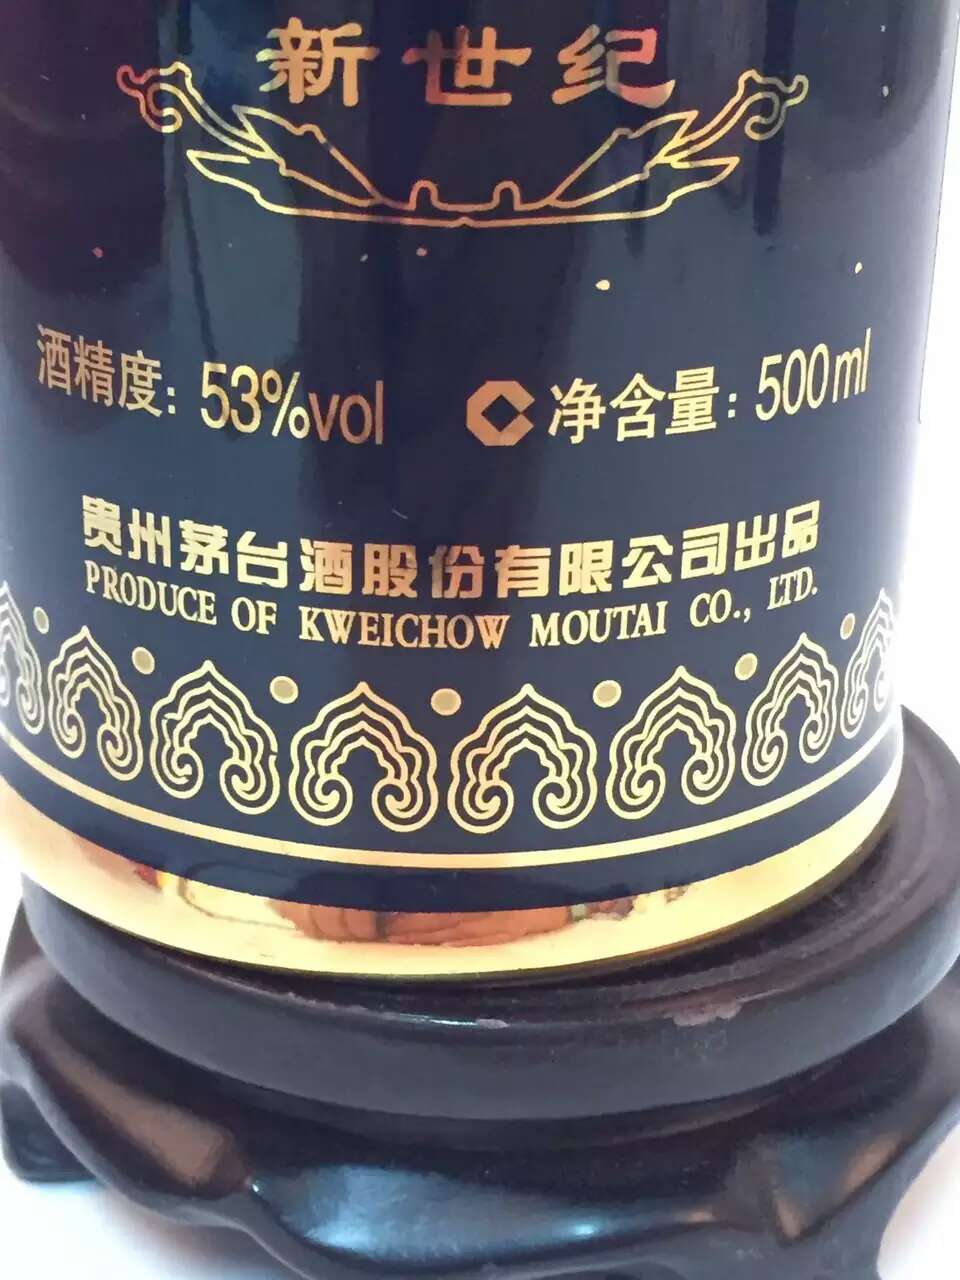 新世纪
酒精度: 53%vol 净含量: 500ml
贵州茅台酒股份有限公司出品
PRODUCE OF KWEICHOW MOUTAI CO., LTD.